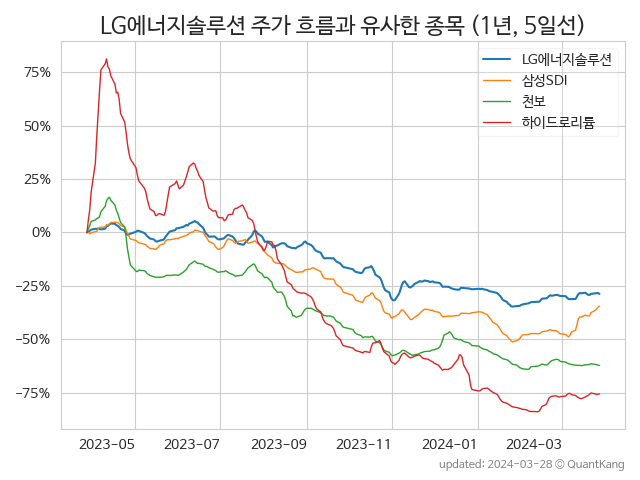 LG에너지솔루션 주가 흐름과 유사한 종목 (1년, 5일선)
LG에너지솔루션
삼성SDI
천보
하이드로리튬
75%
50%
25%
0%
−25%
−50%
−75%
2023-05 2023-07 2023-09 2023-11 2024-01 2024-03
updated: 2024-03-28 © QuantKang